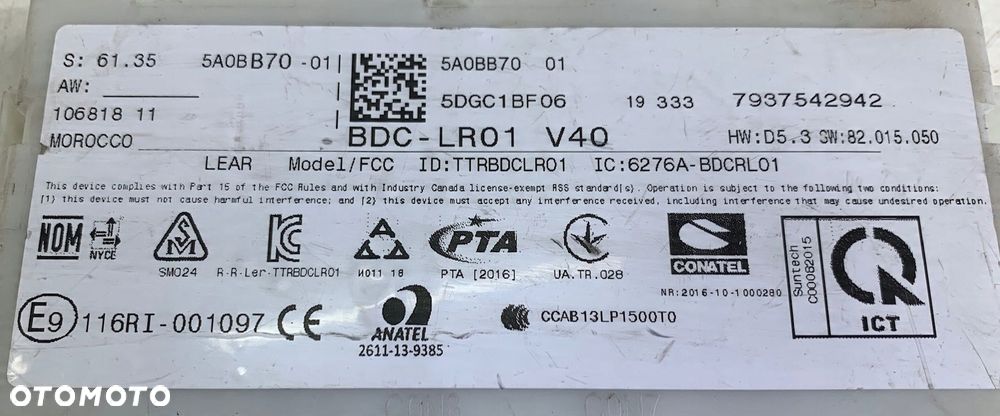 S: 61.35 5A0BB70-01 5A0BB70 01
AW:
5DGC1BF06 19 333 7937542942
106818 11
MOROCCO BDC-LR01 V40 HW:D5.3 SW:82.015.050
LEAR Model/FCC ID:TTRBDCLR01 IC:6276A-BDCRL01
This device complies with Part 15 of the FCC Rules and with Industry Canada license-exempt RSS standard(s). Operation is subject to the following two conditions:
(1) this device must not cause harmful interference; and (2) this device must accept any interference received, including interference that may cause undesired operation.
NOM NYCE
SM024
R-R-Ler-TTRBDCLR01
N011 18
PTA
PTA [2016]
UA.TR.028
CONATEL
NR:2016-10-1000280
Suntech
C00082015
ICT
E9 116RI-001097 CE
ANATEL
2611-13-9385
CCAB13LP1500T0
OTOMOTO